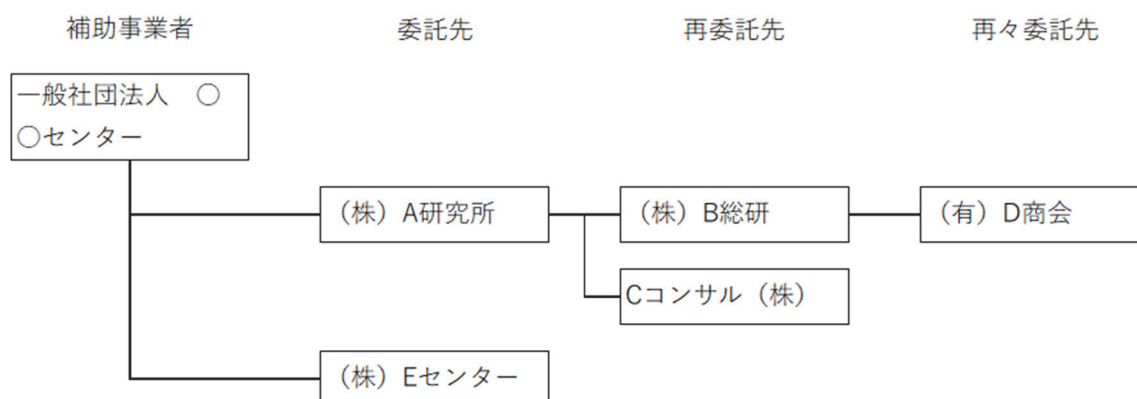 補助事業者 委託先 再委託先 再々委託先
一般社団法人　○
○センター
（株）A研究所 （株）B総研 （有）D商会
Cコンサル（株）
（株）Eセンター